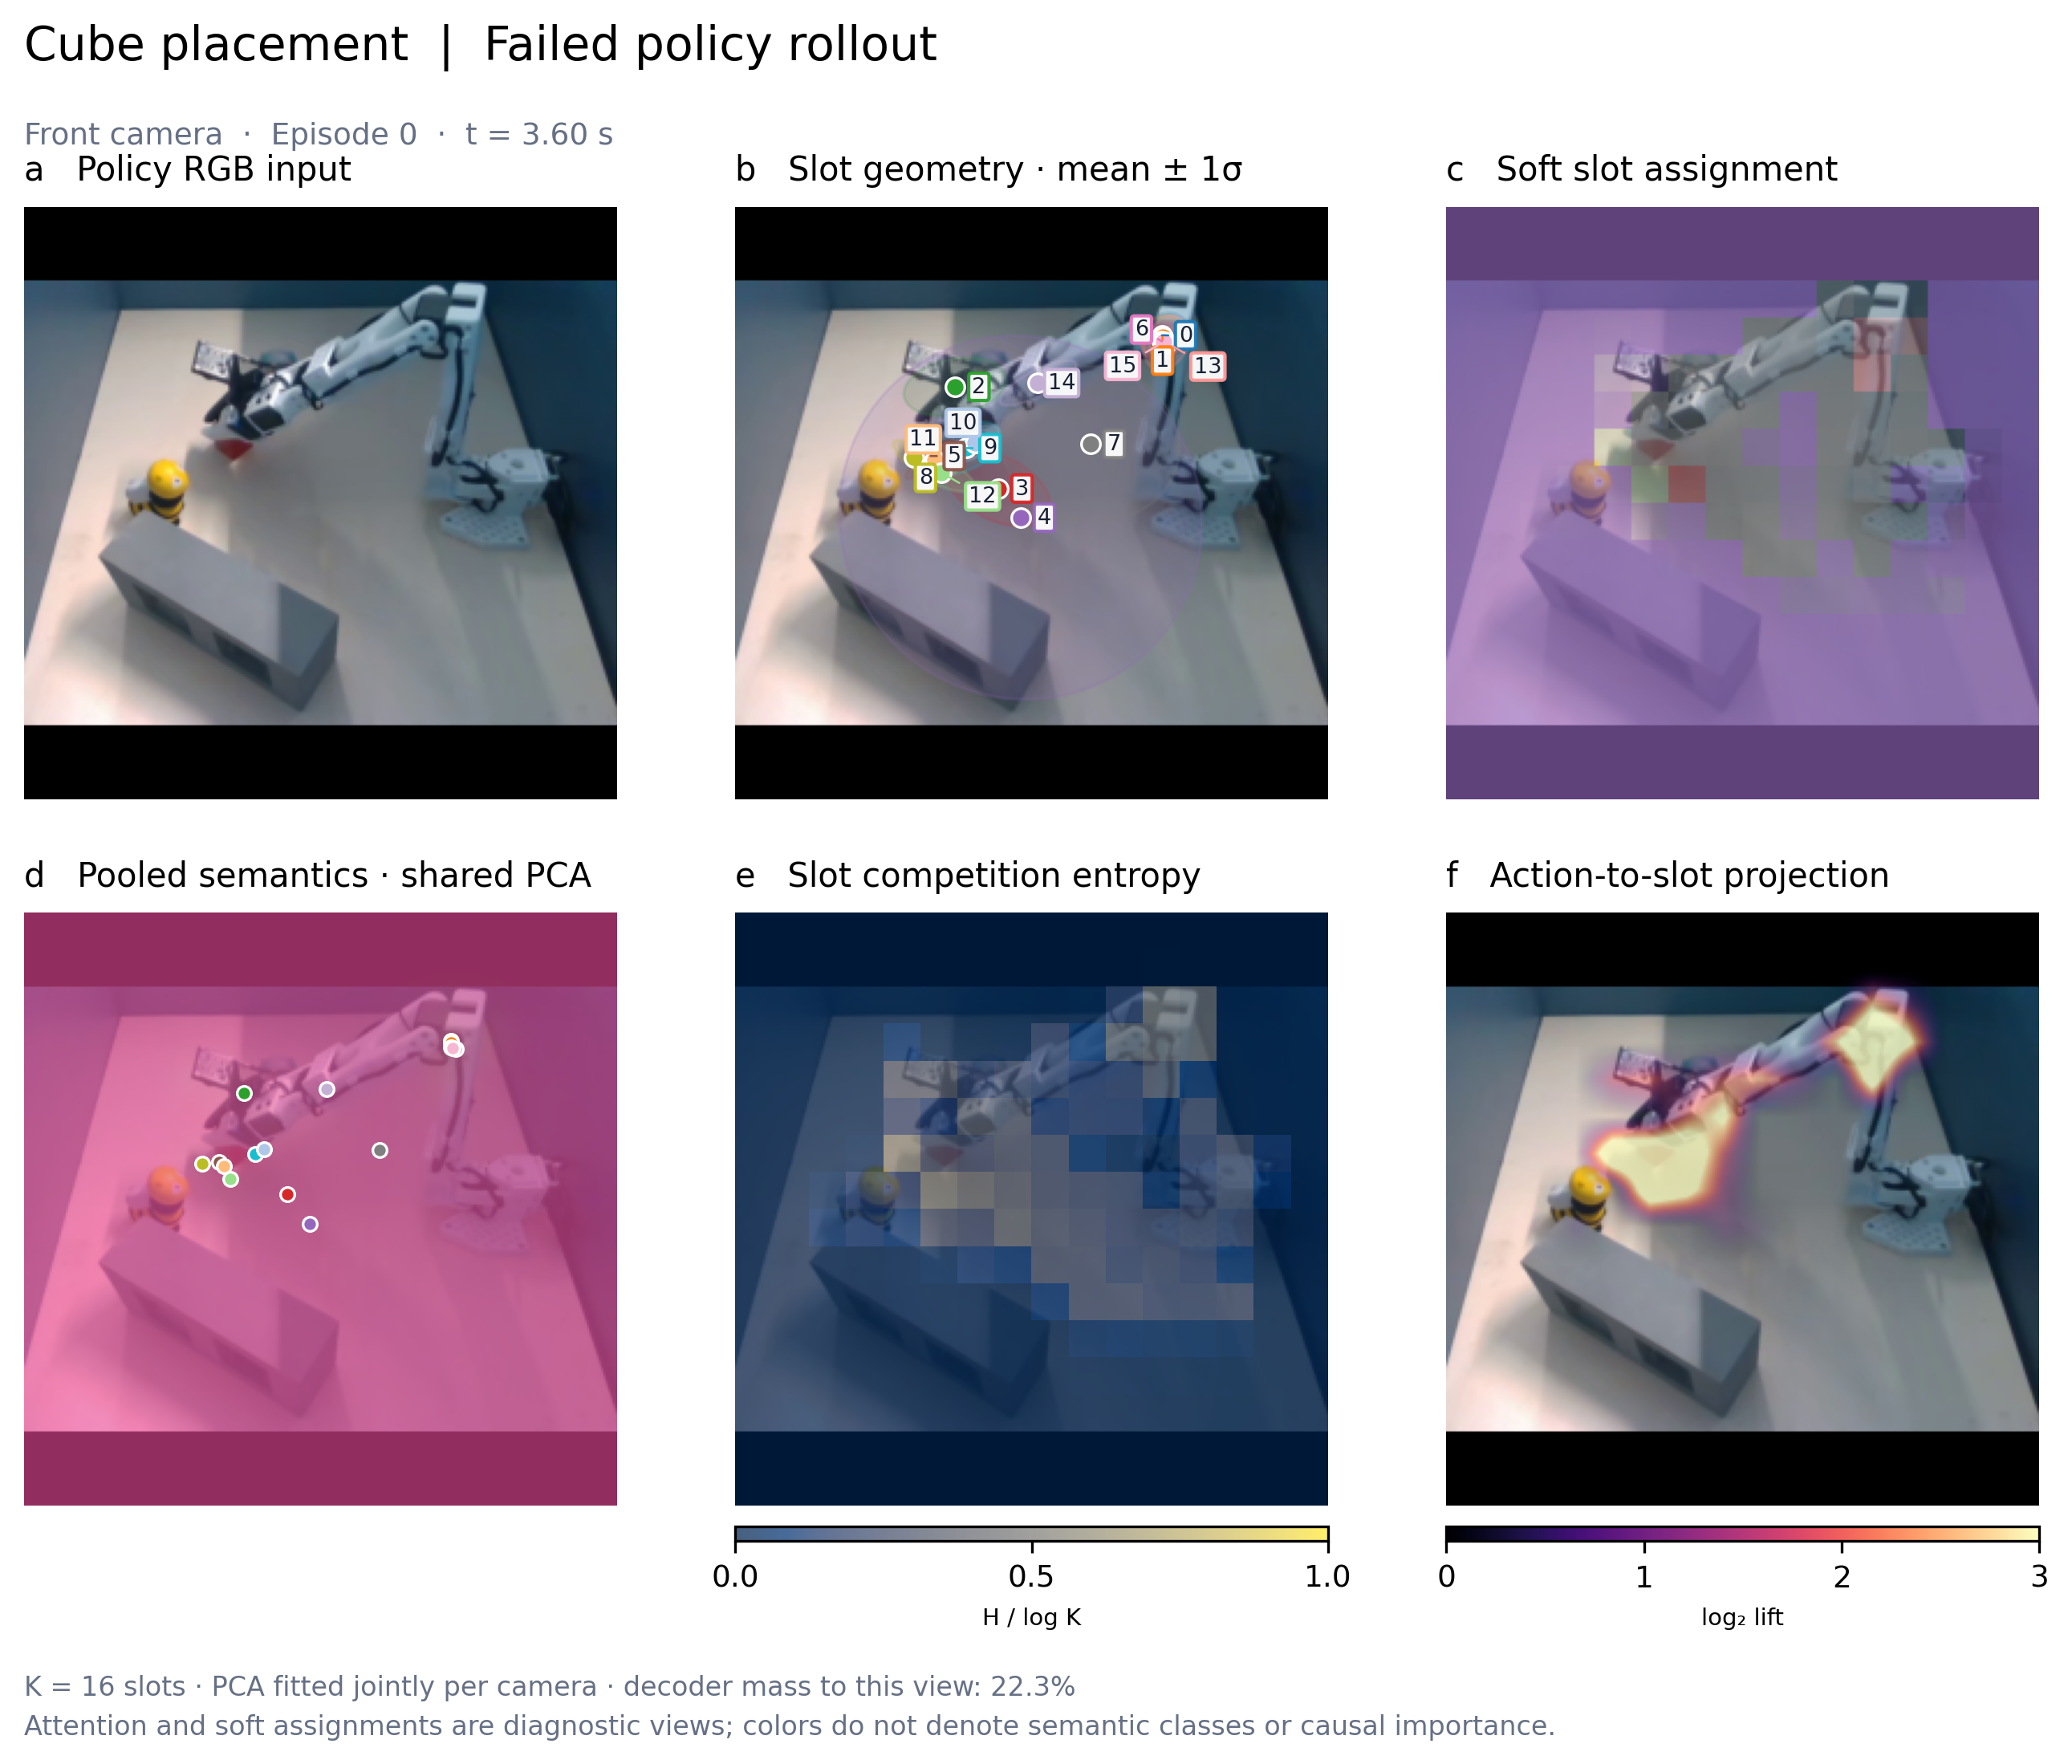 Cube placement | Failed policy rollout
Front camera · Episode 0 · t = 3.60 s
a Policy RGB input
b Slot geometry · mean ± 1σ
c Soft slot assignment
6 0
15 1 13
2 14
10
11 9 7
5
8 12 3
4
d Pooled semantics · shared PCA
e Slot competition entropy
f Action-to-slot projection
0.0 0.5 1.0
H / log K
0 1 2 3
log₂ lift
K = 16 slots · PCA fitted jointly per camera · decoder mass to this view: 22.3%
Attention and soft assignments are diagnostic views; colors do not denote semantic classes or causal importance.